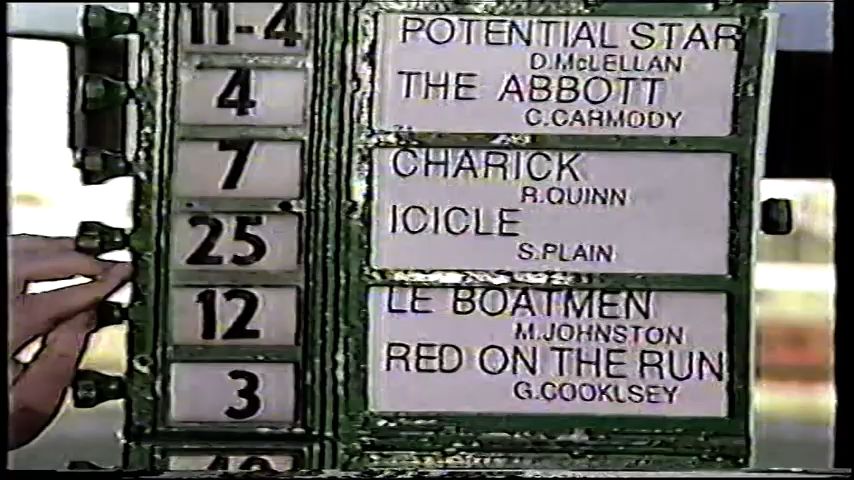 11-4 POTENTIAL STAR
D.McLELLAN
4 THE ABBOTT
C.CARMODY
7 CHARICK
R.QUINN
25 ICICLE
S.PLAIN
12 LE BOATMEN
M.JOHNSTON
3 RED ON THE RUN
G.COOKLSEY